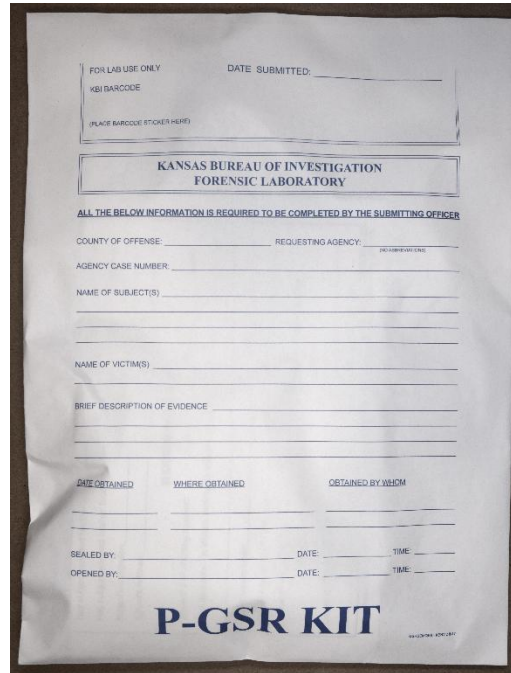 FOR LAB USE ONLY DATE SUBMITTED:
KBI BARCODE
(PLACE BARCODE STICKER HERE)
KANSAS BUREAU OF INVESTIGATION
FORENSIC LABORATORY
ALL THE BELOW INFORMATION IS REQUIRED TO BE COMPLETED BY THE SUBMITTING OFFICER
COUNTY OF OFFENSE: REQUESTING AGENCY:
(NO ABBREVIATIONS)
AGENCY CASE NUMBER:
NAME OF SUBJECT(S)
NAME OF VICTIM(S)
BRIEF DESCRIPTION OF EVIDENCE
DATE OBTAINED WHERE OBTAINED OBTAINED BY WHOM
SEALED BY: DATE: TIME:
OPENED BY: DATE: TIME:
P-GSR KIT